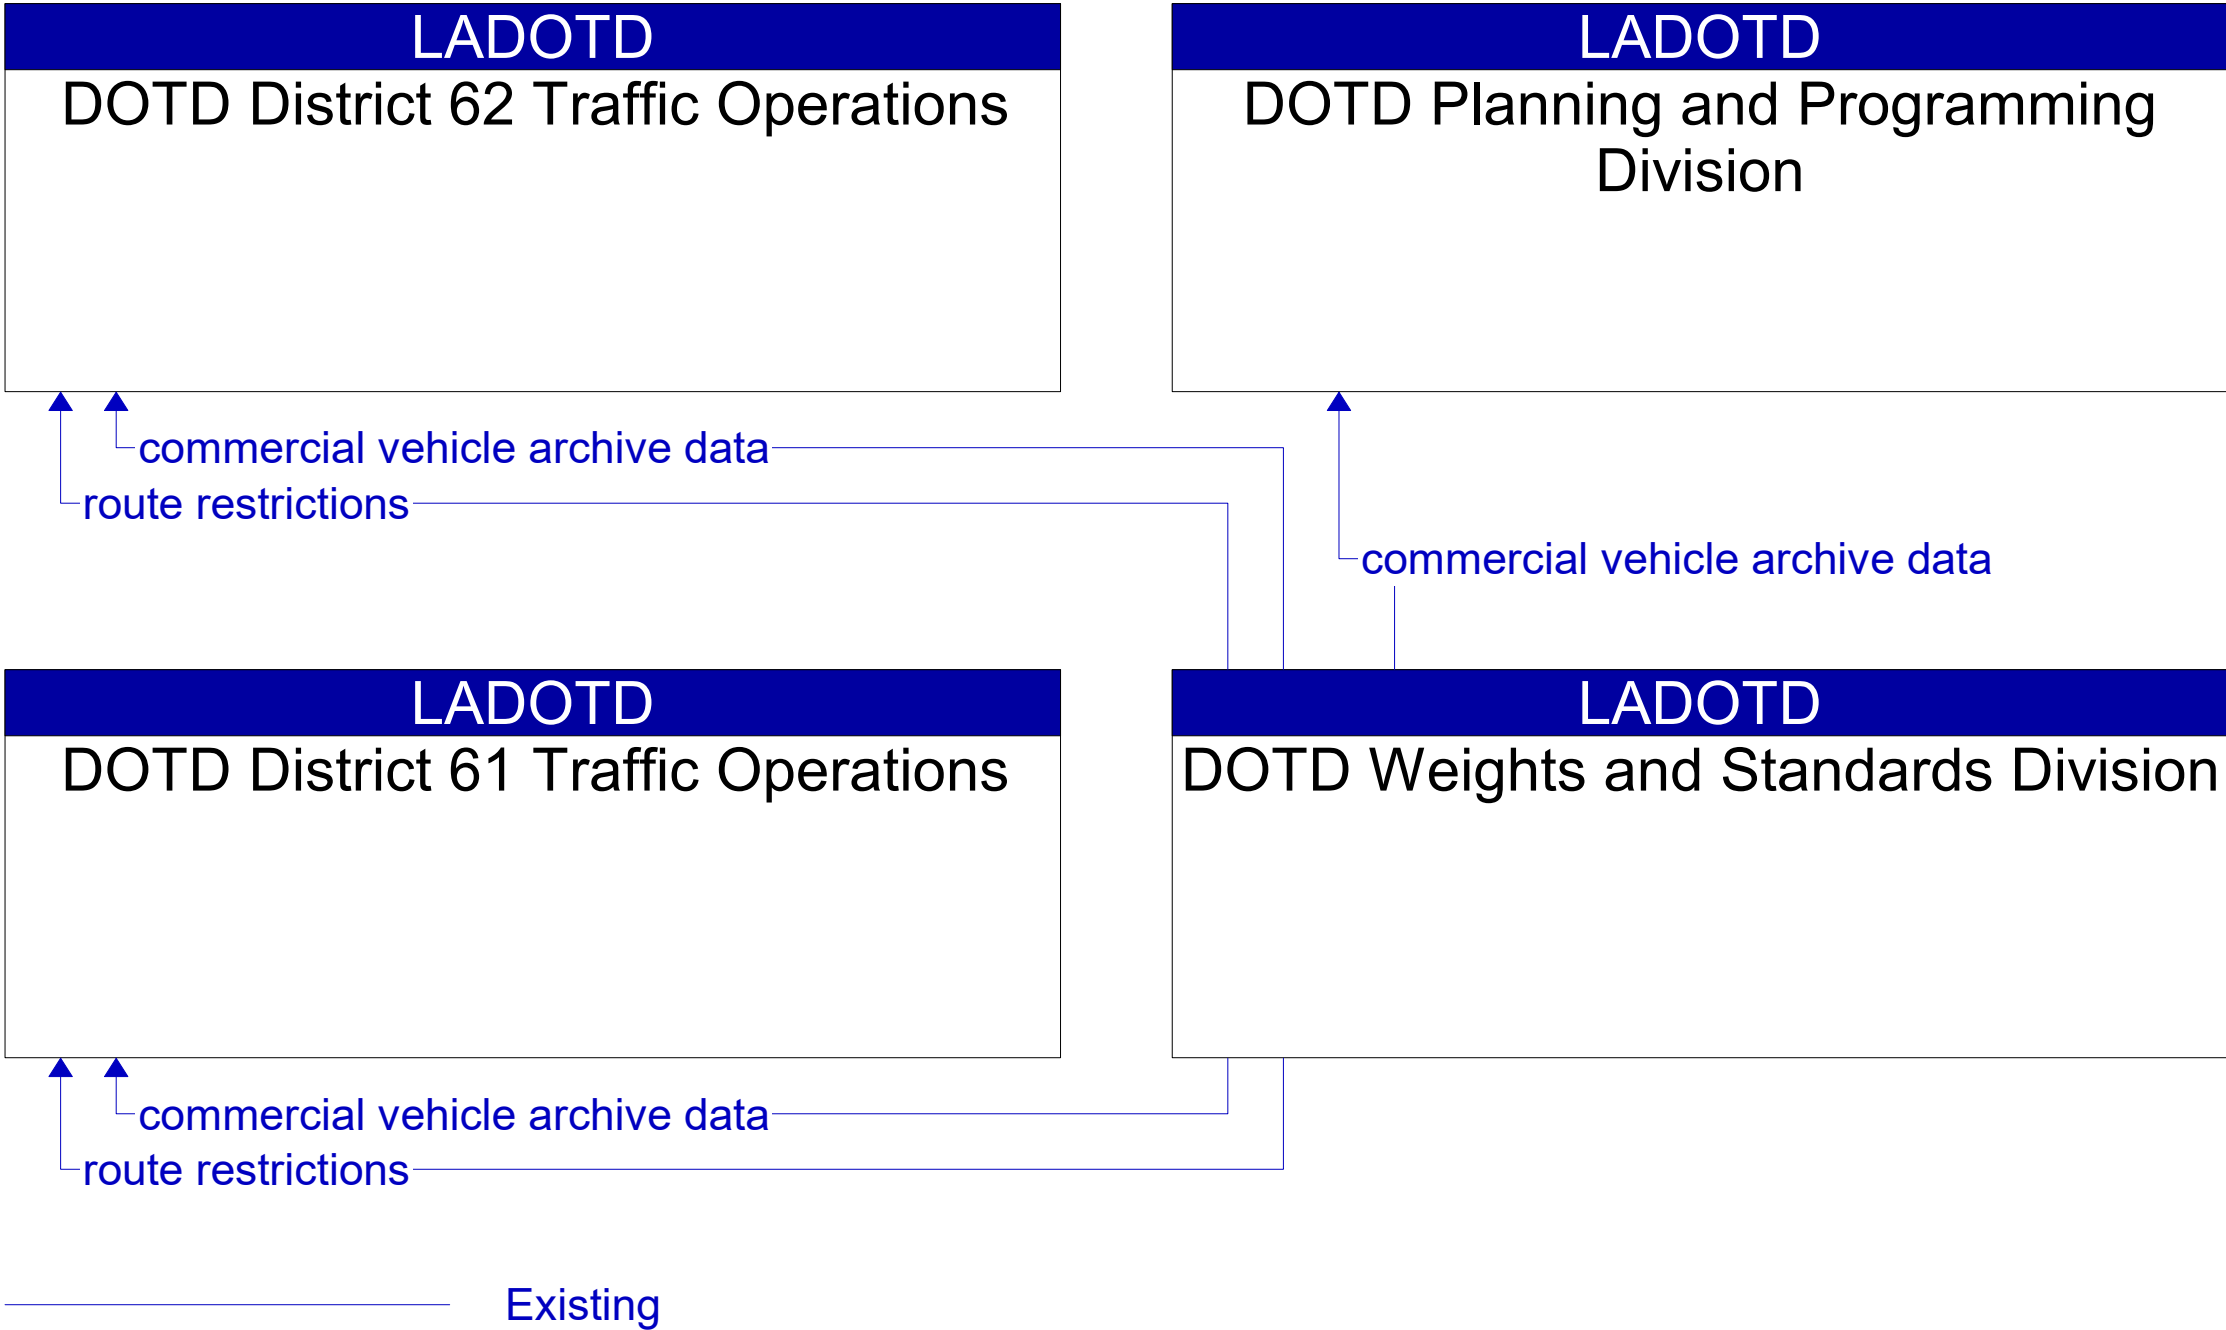 LADOTD
DOTD District 62 Traffic Operations
LADOTD
DOTD Planning and Programming
Division
commercial vehicle archive data
route restrictions
commercial vehicle archive data
LADOTD
DOTD District 61 Traffic Operations
LADOTD
DOTD Weights and Standards Division
commercial vehicle archive data
route restrictions
Existing